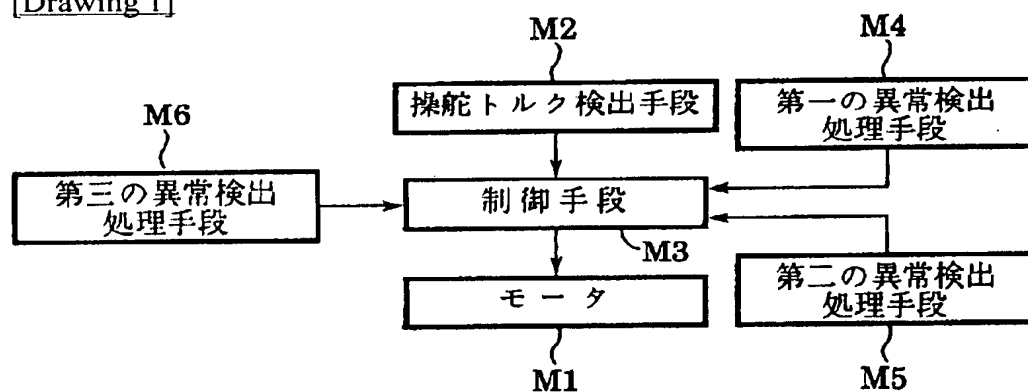 [Drawing 1]
M2
操舵トルク検出手段
M4
第一の異常検出
処理手段
M6
第三の異常検出
処理手段
制御手段
M3
モータ
M1
第二の異常検出
処理手段
M5